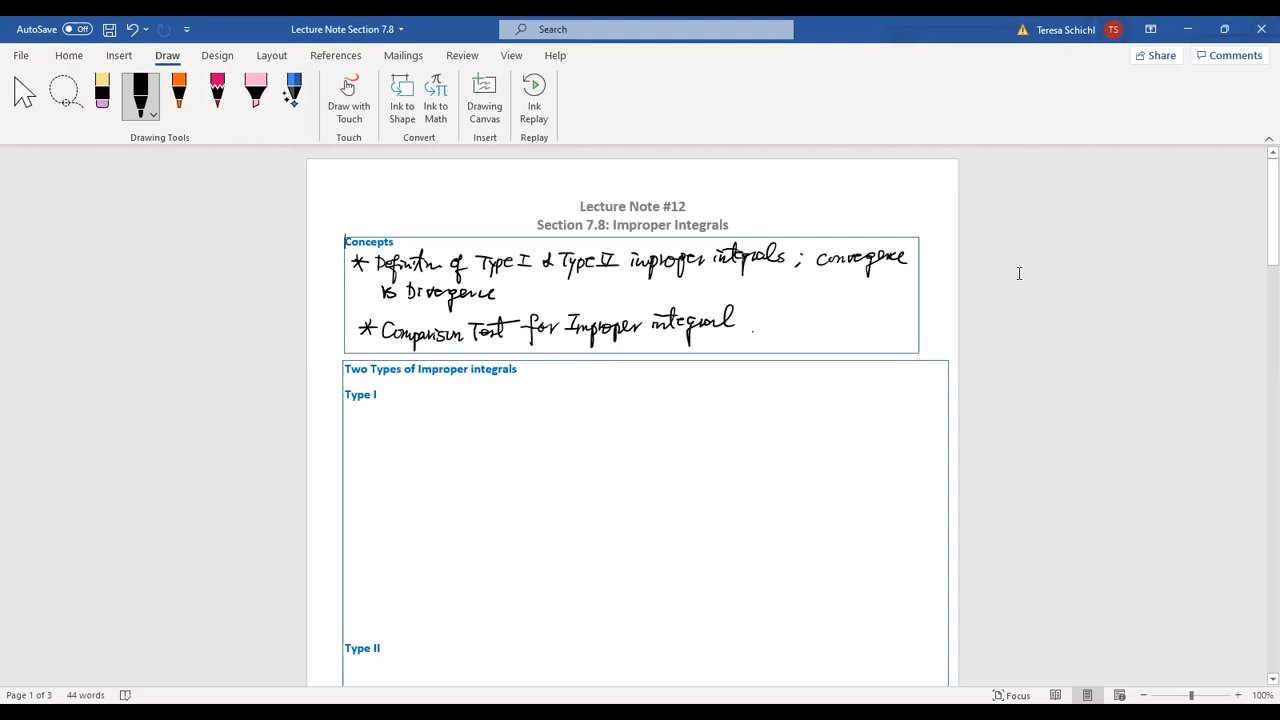 AutoSave Off Lecture Note Section 7.8 Search Teresa Schichl TS
File Home Insert Draw Design Layout References Mailings Review View Help Share Comments
Draw with Touch Ink to Shape Ink to Math Drawing Canvas Ink Replay
Drawing Tools Touch Convert Insert Replay
Lecture Note #12
Section 7.8: Improper Integrals
Concepts
* Definition of Type I & Type II improper integrals ; convergence
vs Divergence
* Comparison Test for Improper integral .
Two Types of Improper integrals
Type I
Type II
Page 1 of 3 44 words Focus 100%